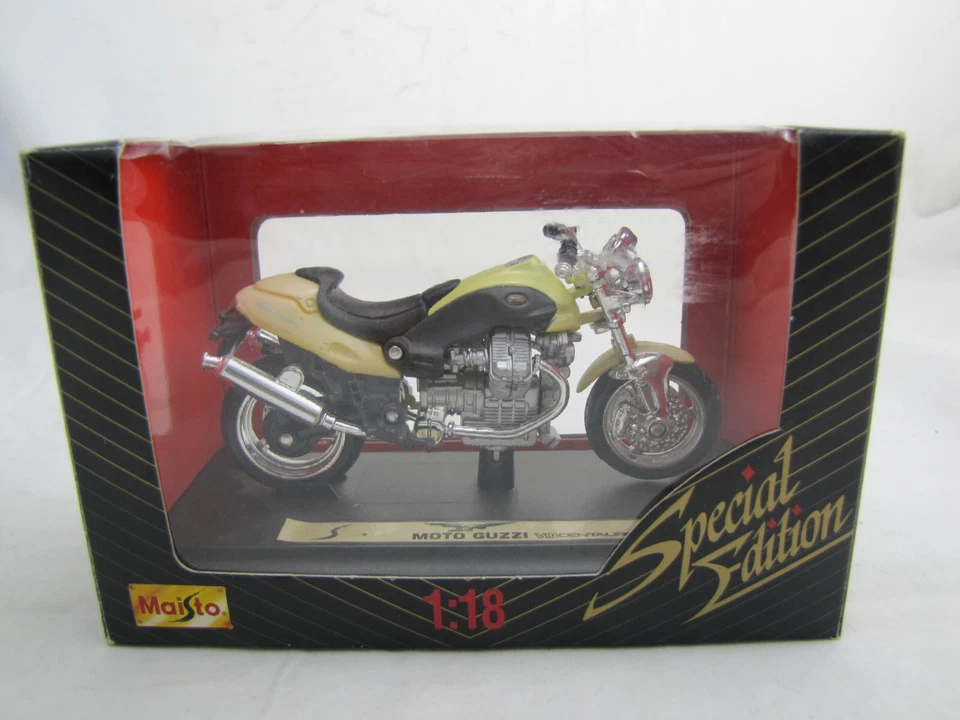 MOTO GUZZI
Special
Edition
Maisto
1:18